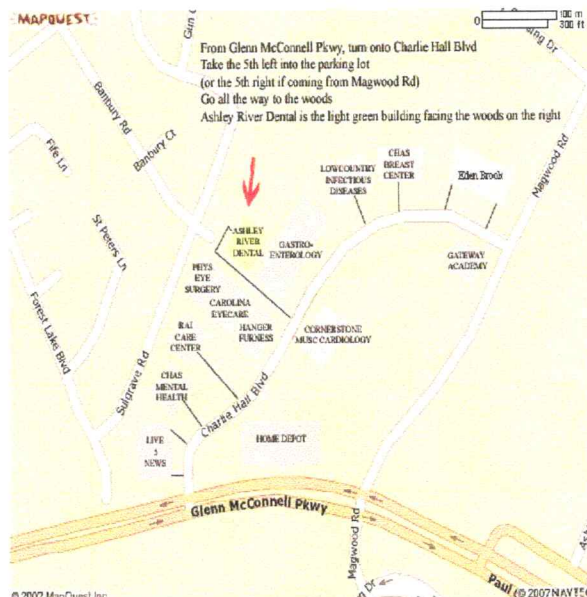 MAPQUEST
0 100 m
300 ft
From Glenn McConnell Pkwy, turn onto Charlie Hall Blvd
Take the 5th left into the parking lot
(or the 5th right if coming from Magwood Rd)
Go all the way to the woods
Ashley River Dental is the light green building facing the woods on the right
Banbury Rd
Banbury Ct
Fife Ln
St Peters Ln
Forest Lake Blvd
Sulgrave Rd
Magwood Rd
LOWCOUNTRY
INFECTIOUS
DISEASES
CHAS
BREAST
CENTER
Eden Brook
ASHLEY
RIVER
DENTAL
GASTRO-
ENTEROLOGY
GATEWAY
ACADEMY
PHYS
EYE
SURGERY
CAROLINA
EYECARE
HANGER
FURNESS
CORNERSTONE
MUSC CARDIOLOGY
RAI
CARE
CENTER
CHAS
MENTAL
HEALTH
Charlie Hall Blvd
LIVE
5
NEWS
HOME DEPOT
Glenn McConnell Pkwy
Magwood Rd
Paul
Dr
© 2007 MapQuest Inc
© 2007 NAVTE